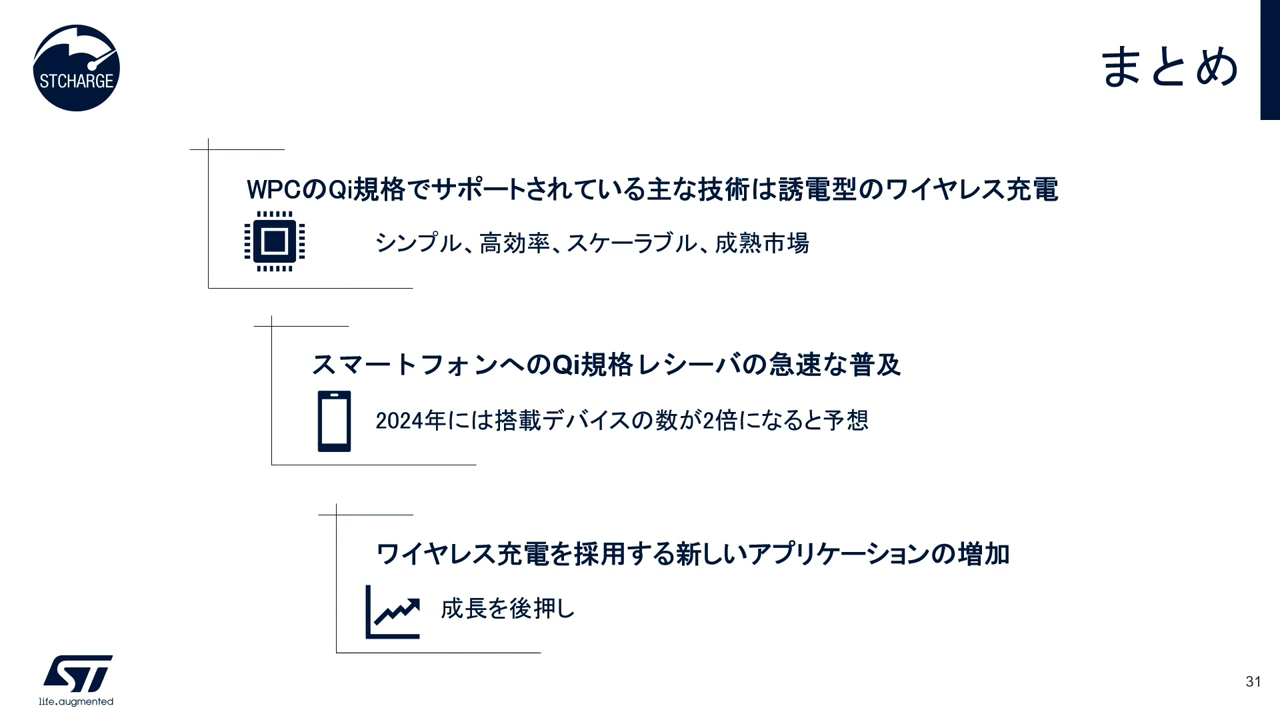 STCHARGE
まとめ
WPCのQi規格でサポートされている主な技術は誘電型のワイヤレス充電
シンプル、高効率、スケーラブル、成熟市場
スマートフォンへのQi規格レシーバの急速な普及
2024年には搭載デバイスの数が2倍になると予想
ワイヤレス充電を採用する新しいアプリケーションの増加
成長を後押し
ST
life.augmented
31